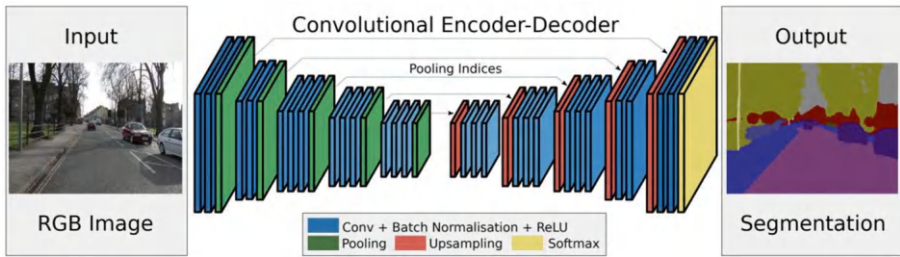 Input
RGB Image
Convolutional Encoder-Decoder
Pooling Indices
Conv + Batch Normalisation + ReLU
Pooling Upsampling Softmax
Output
Segmentation